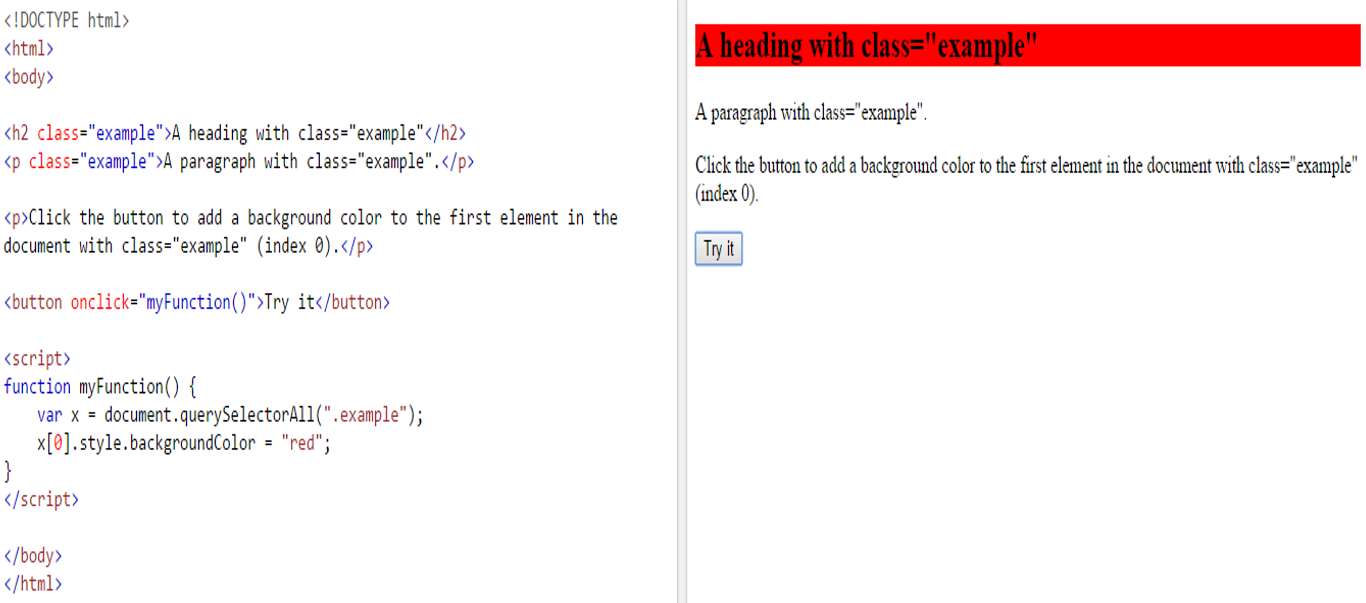 <!DOCTYPE html>
<html>
<body>
<h2 class="example">A heading with class="example"</h2>
<p class="example">A paragraph with class="example".</p>
<p>Click the button to add a background color to the first element in the
document with class="example" (index 0).</p>
<button onclick="myFunction()">Try it</button>
<script>
function myFunction() {
    var x = document.querySelectorAll(".example");
    x[0].style.backgroundColor = "red";
}
</script>
</body>
</html>
A heading with class="example"
A paragraph with class="example".
Click the button to add a background color to the first element in the document with class="example"
(index 0).
Try it